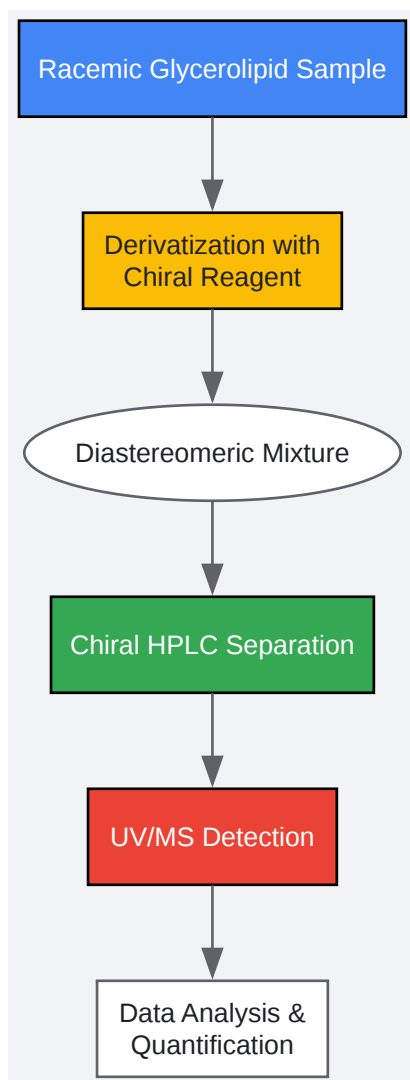 Racemic Glycerolipid Sample
Derivatization with
Chiral Reagent
Diastereomeric Mixture
Chiral HPLC Separation
UV/MS Detection
Data Analysis &
Quantification